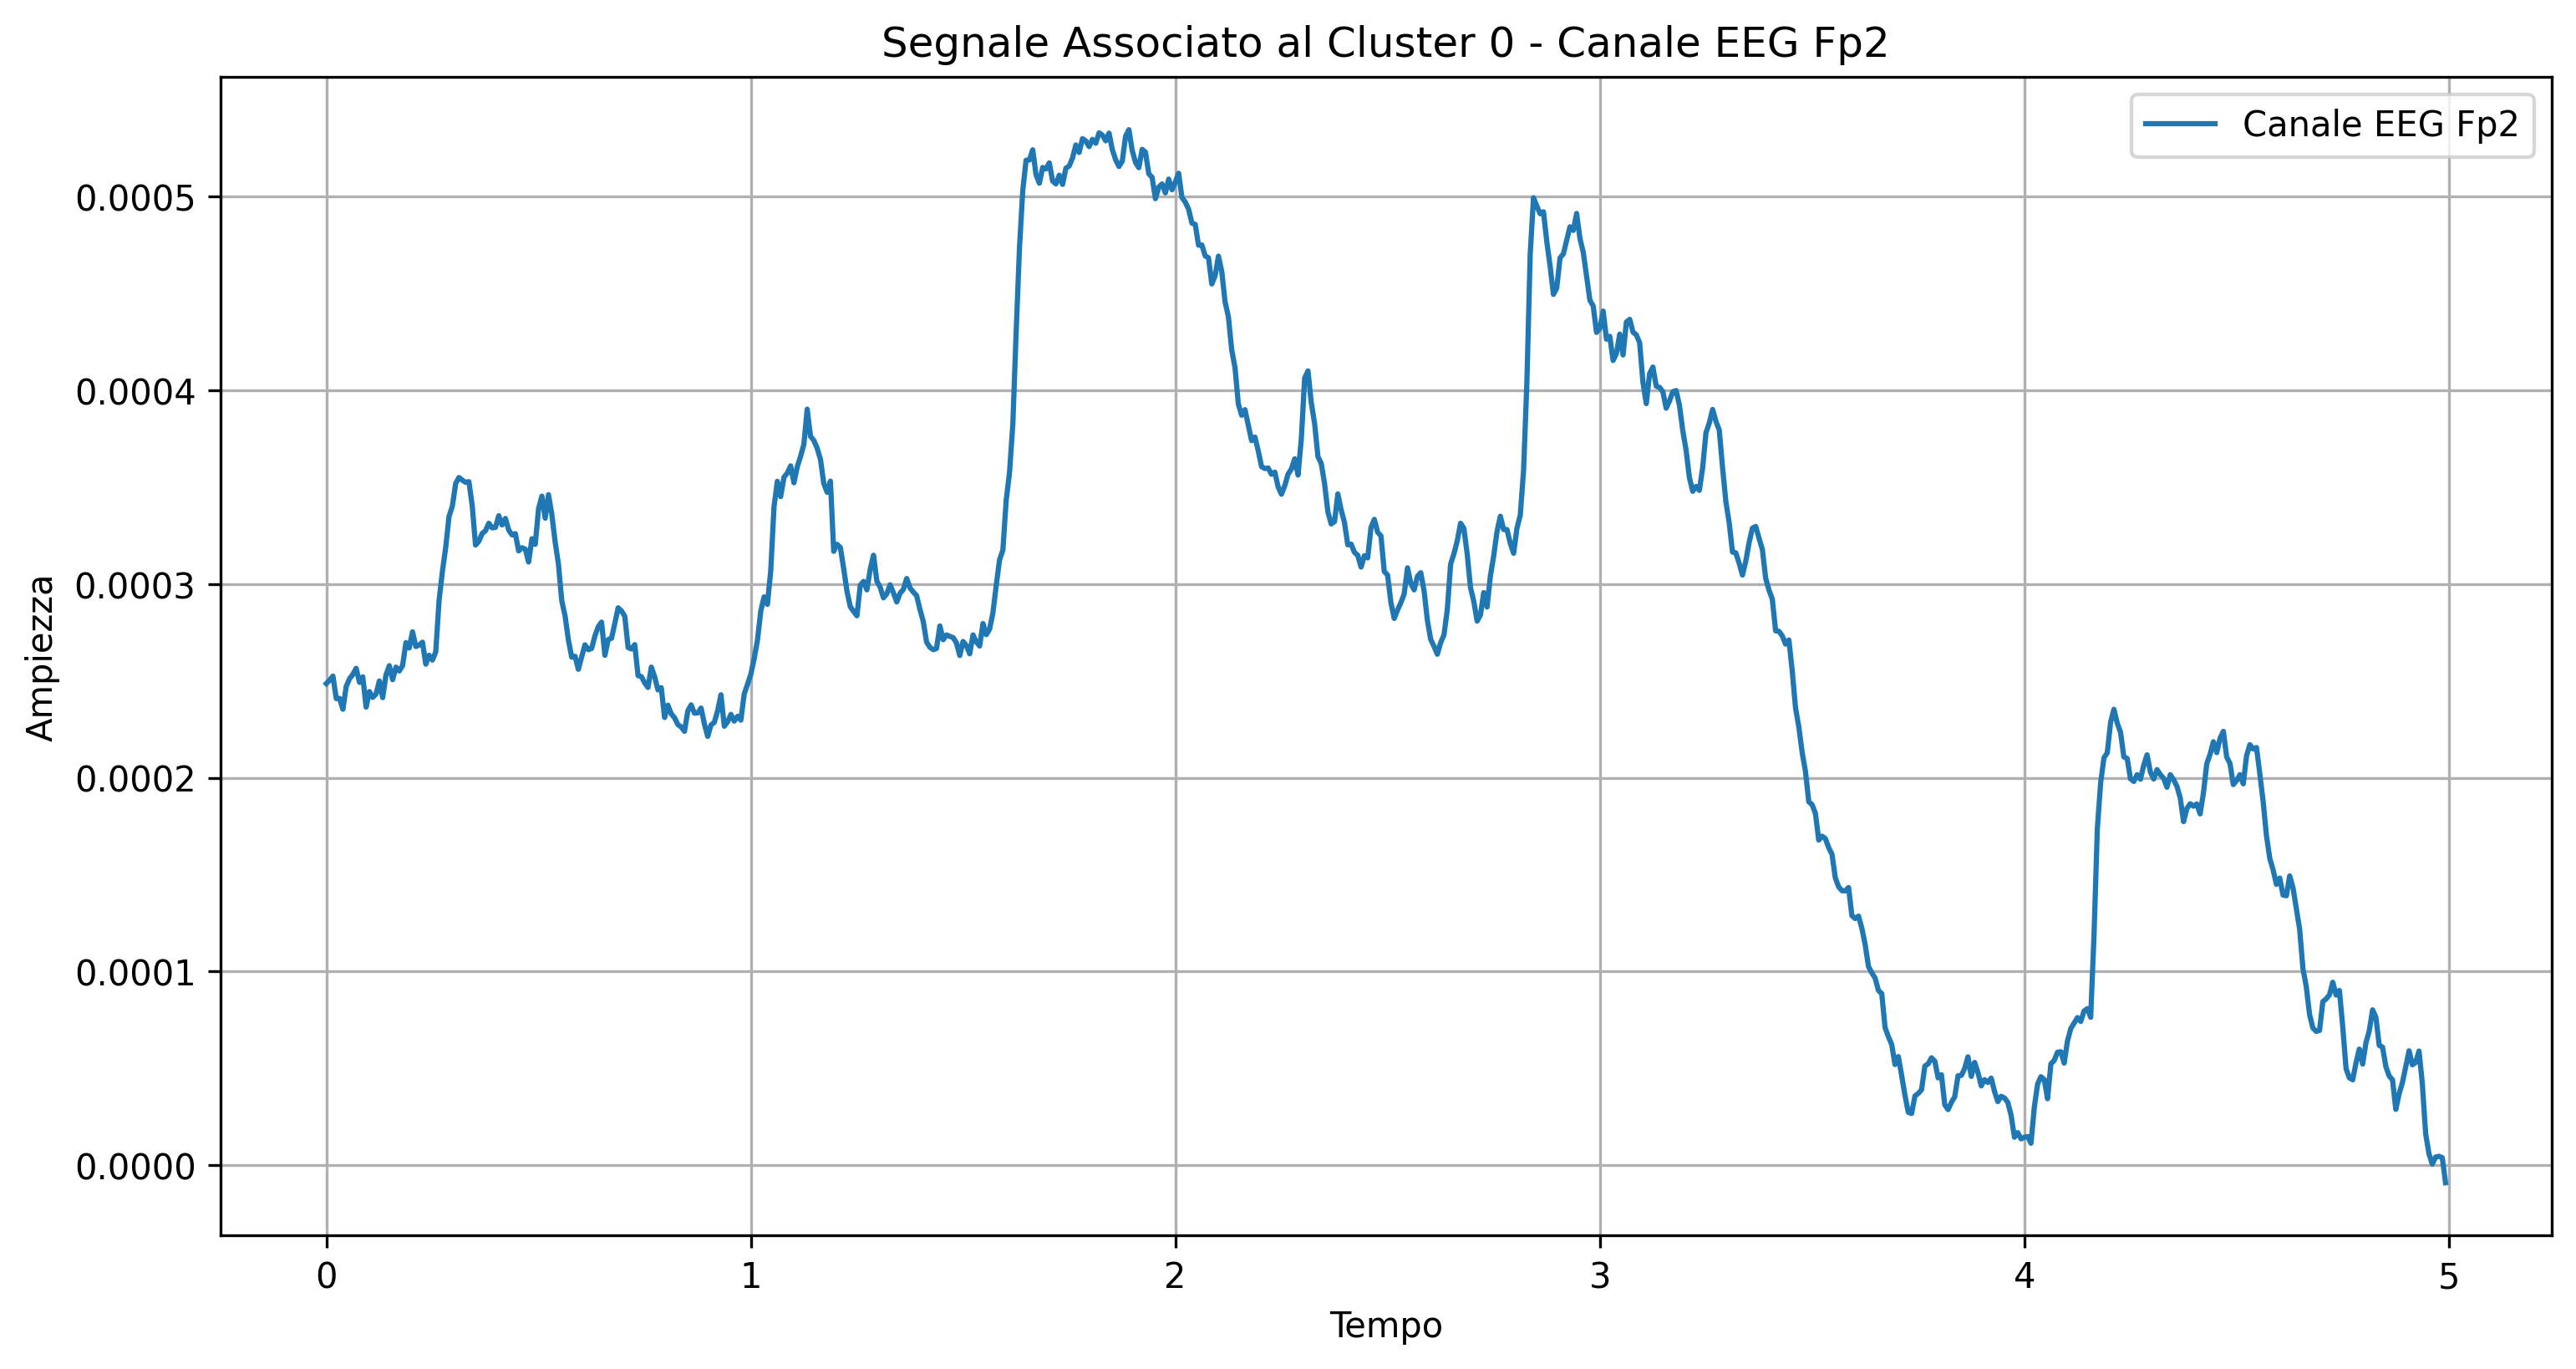 Segnale Associato al Cluster 0 - Canale EEG Fp2
Canale EEG Fp2
Ampiezza
0.0005
0.0004
0.0003
0.0002
0.0001
0.0000
0 1 2 3 4 5
Tempo